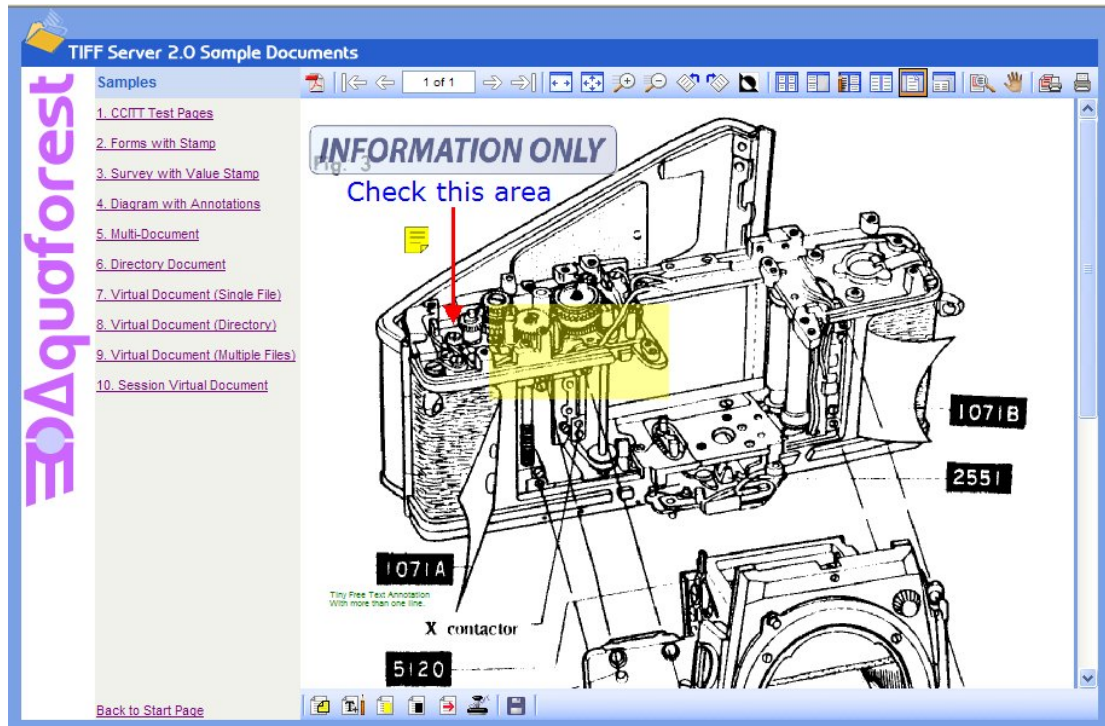 TIFF Server 2.0 Sample Documents
Aquaforest
Samples
1. CCITT Test Pages
2. Forms with Stamp
3. Survey with Value Stamp
4. Diagram with Annotations
5. Multi-Document
6. Directory Document
7. Virtual Document (Single File)
8. Virtual Document (Directory)
9. Virtual Document (Multiple Files)
10. Session Virtual Document
Back to Start Page
1 of 1
INFORMATION ONLY
Fig. 3
Check this area
1071B
2551
1071A
Tiny Free Text Annotation
With more than one line.
X contactor
5120